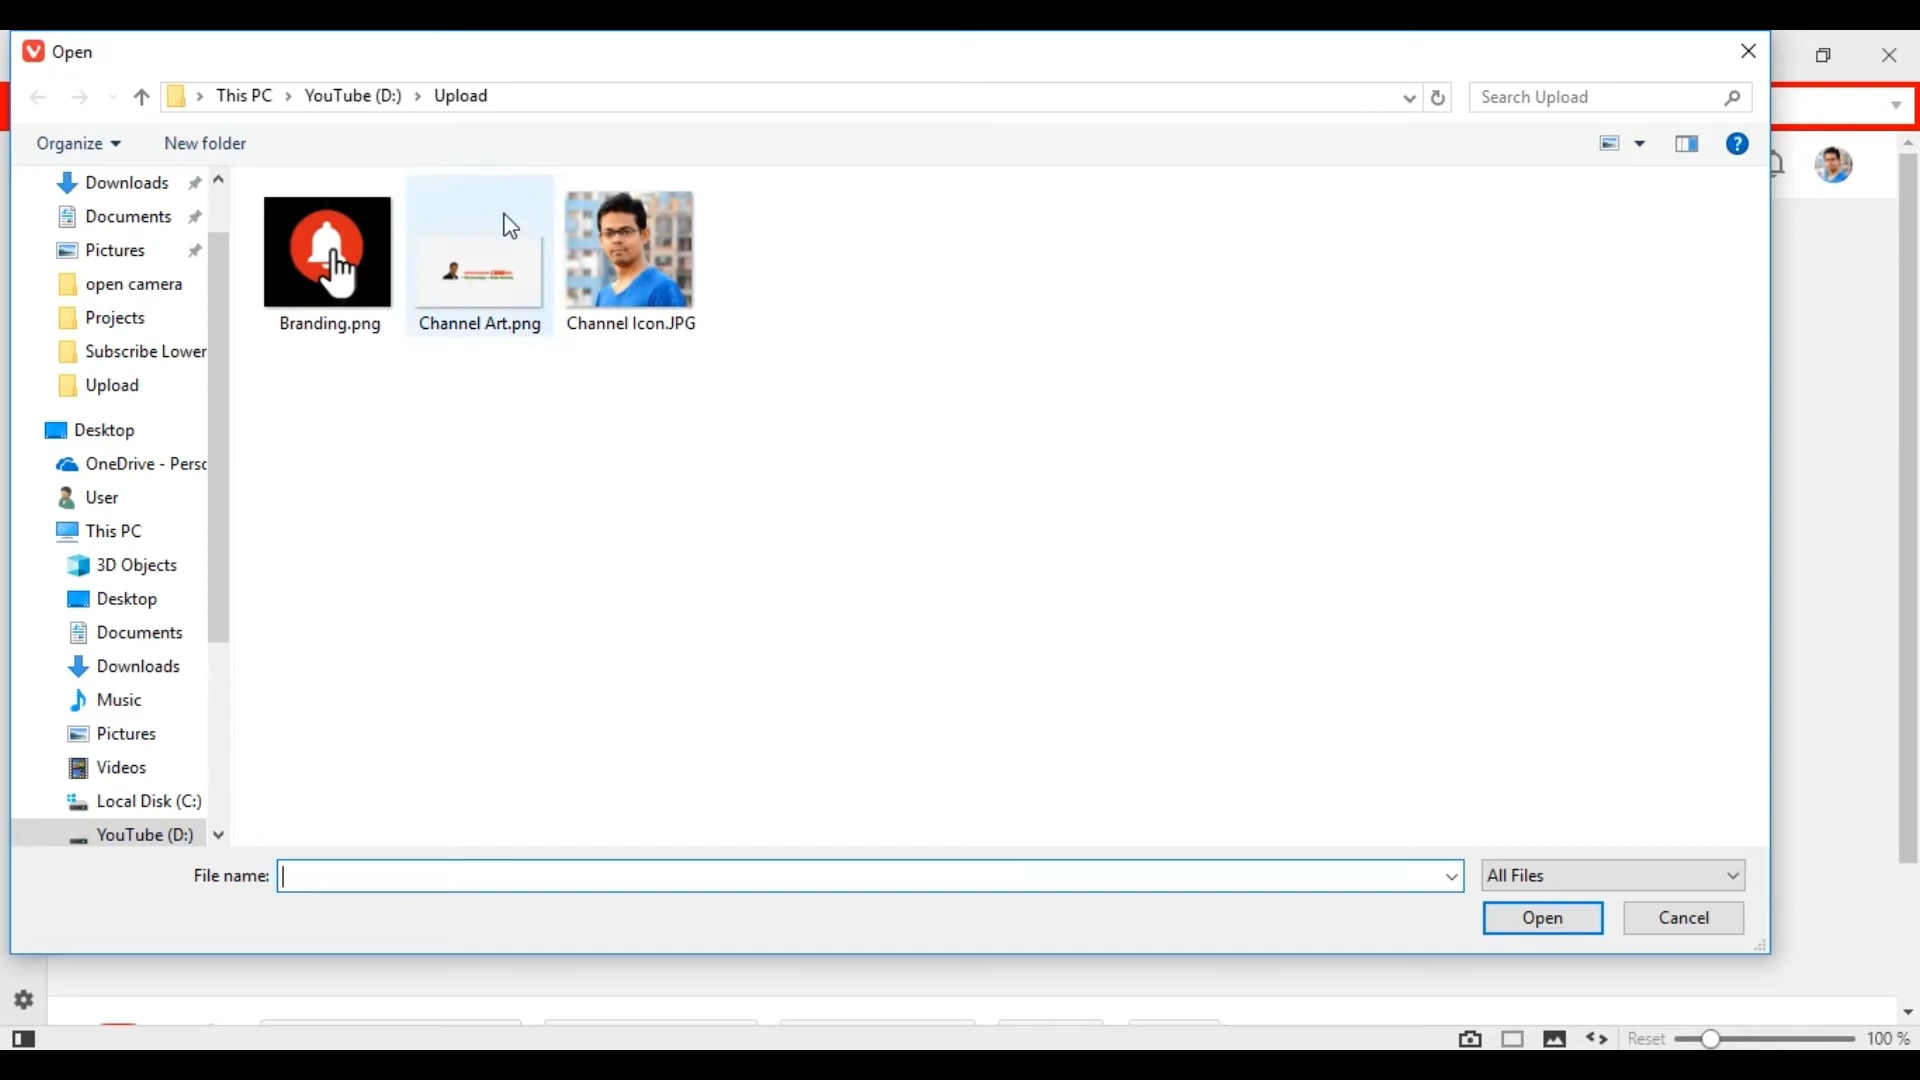 Open
This PC > YouTube (D:) > Upload
Search Upload
Organize
New folder
?
Downloads
Documents
Pictures
open camera
Projects
Subscribe Lower
Upload
Desktop
OneDrive - Persc
User
This PC
3D Objects
Desktop
Documents
Downloads
Music
Pictures
Videos
Local Disk (C:)
YouTube (D:)
Branding.png
Channel Art.png
Channel Icon.JPG
File name:
All Files
Open
Cancel
Reset
100 %